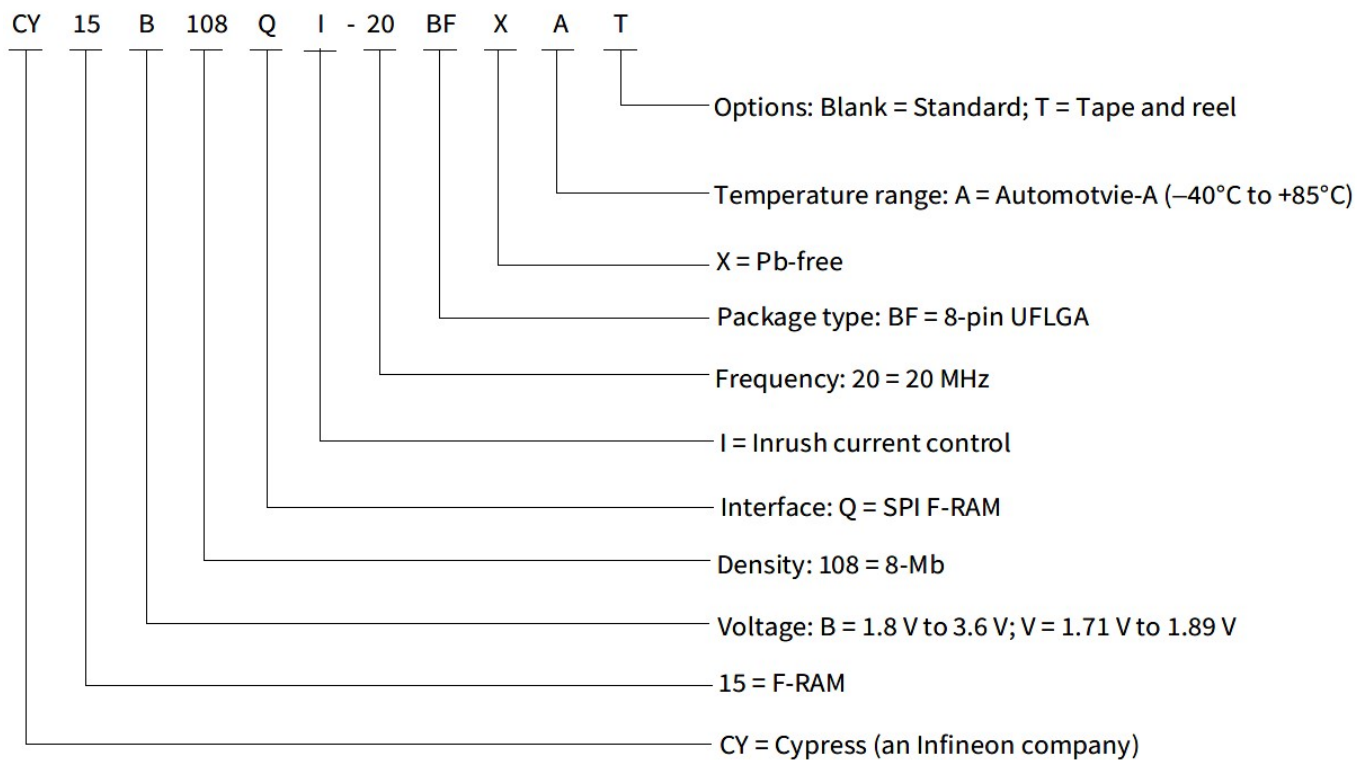 CY 15 B 108 Q I - 20 BF X A T
Options: Blank = Standard; T = Tape and reel
Temperature range: A = Automotvie-A (–40°C to +85°C)
X = Pb-free
Package type: BF = 8-pin UFLGA
Frequency: 20 = 20 MHz
I = Inrush current control
Interface: Q = SPI F-RAM
Density: 108 = 8-Mb
Voltage: B = 1.8 V to 3.6 V; V = 1.71 V to 1.89 V
15 = F-RAM
CY = Cypress (an Infineon company)